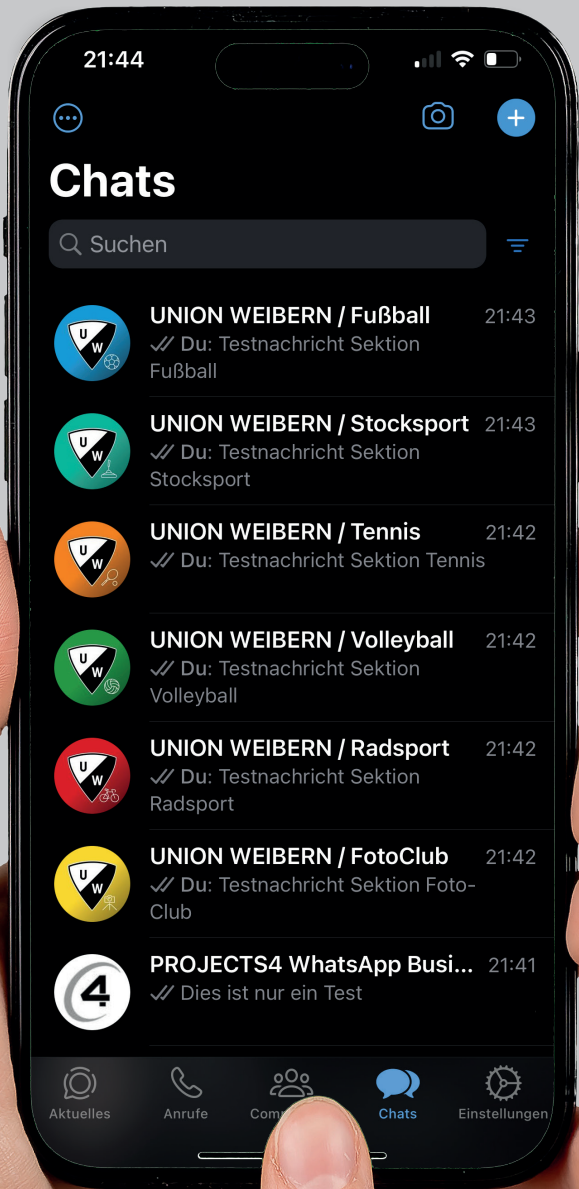 21:44
Chats
Suchen
UNION WEIBERN / Fußball 21:43
Du: Testnachricht Sektion
Fußball
UNION WEIBERN / Stocksport 21:43
Du: Testnachricht Sektion
Stocksport
UNION WEIBERN / Tennis 21:42
Du: Testnachricht Sektion Tennis
UNION WEIBERN / Volleyball 21:42
Du: Testnachricht Sektion
Volleyball
UNION WEIBERN / Radsport 21:42
Du: Testnachricht Sektion
Radsport
UNION WEIBERN / FotoClub 21:42
Du: Testnachricht Sektion Foto-
Club
PROJECTS4 WhatsApp Busi... 21:41
Dies ist nur ein Test
U W
U W
U W
U W
U W
U W
4
Aktuelles Anrufe Chats Einstellungen